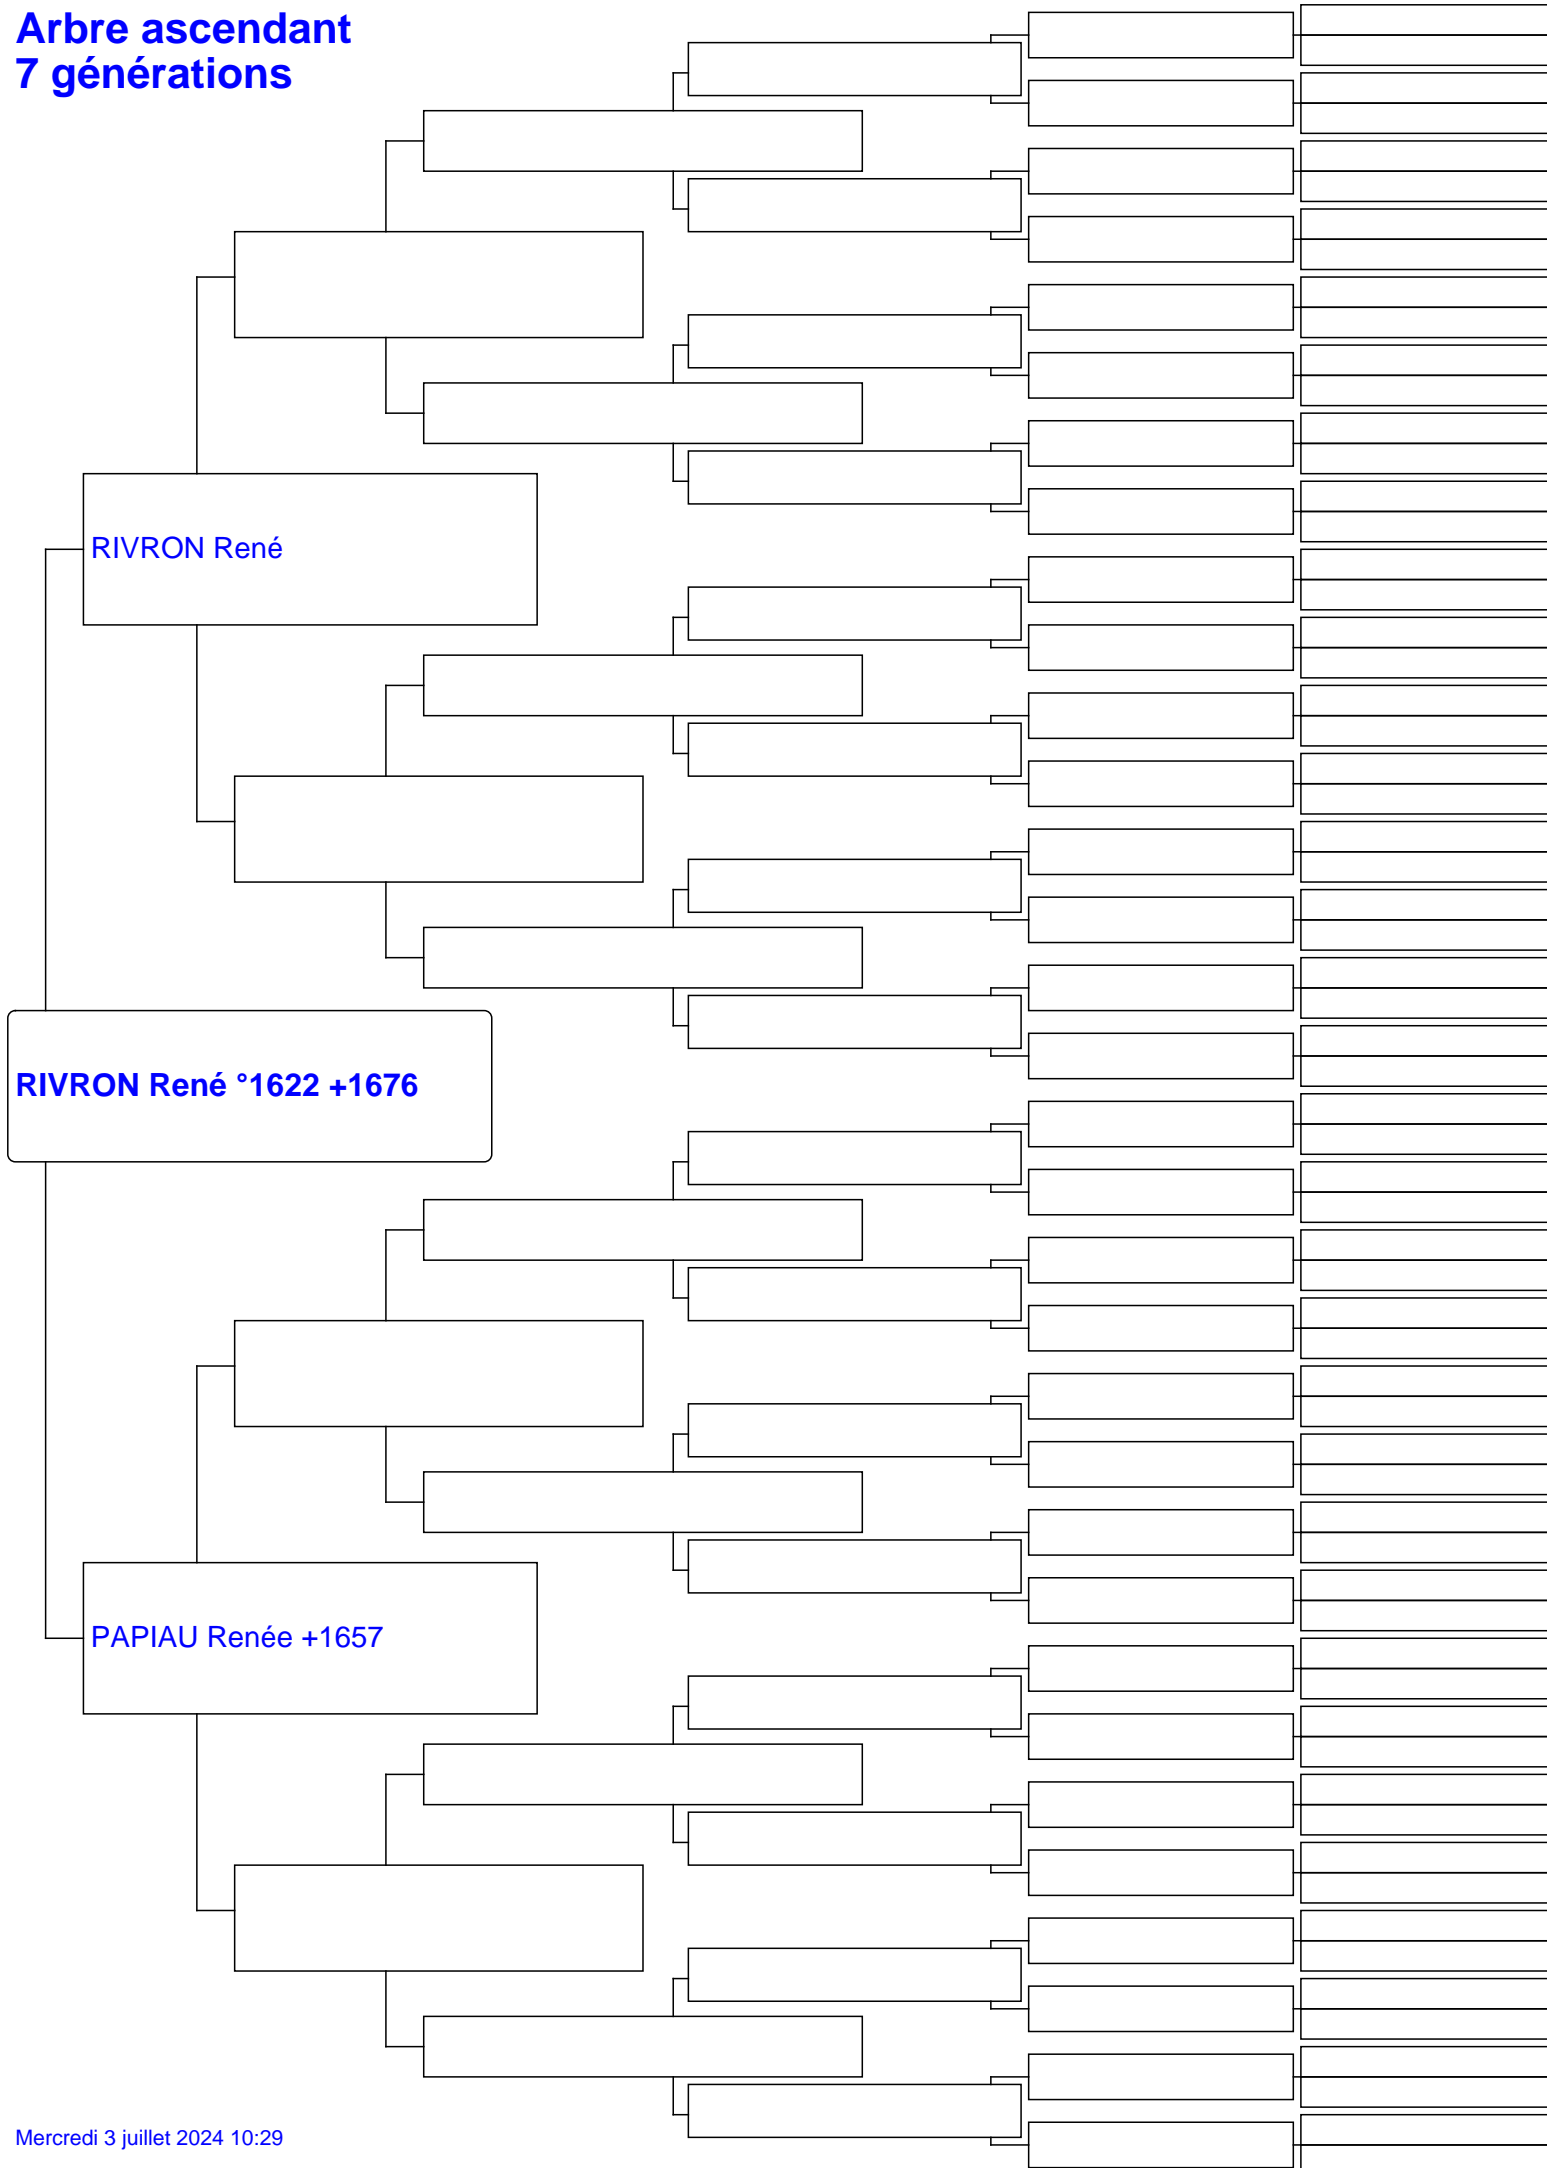 Arbre ascendant
7 générations
RIVRON René
RIVRON René °1622 +1676
PAPIAU Renée +1657
Mercredi 3 juillet 2024 10:29